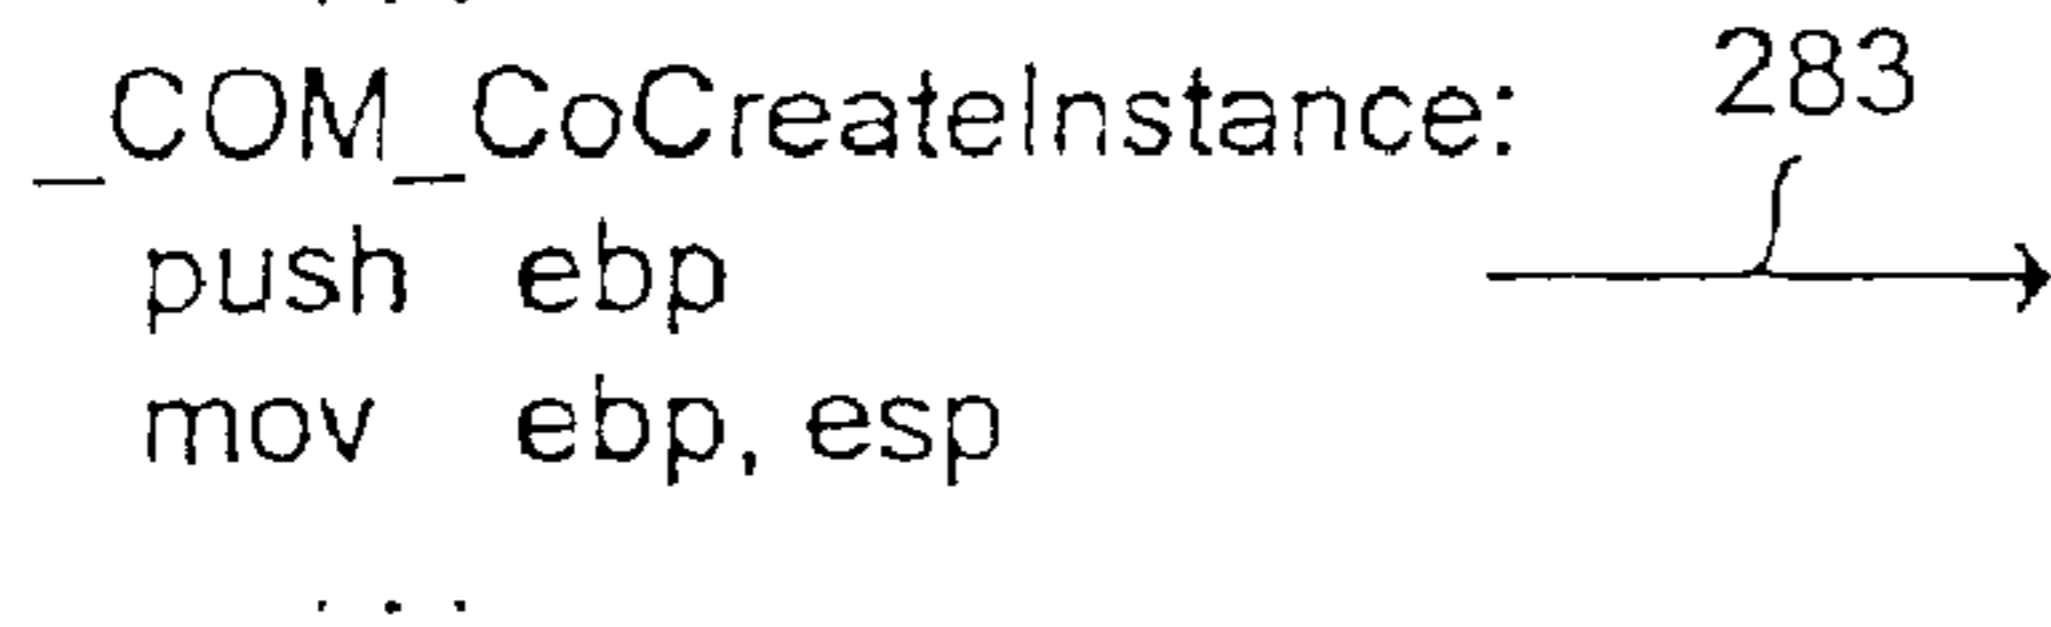 _COM_CoCreateInstance:
283
push ebp
mov ebp, esp
...